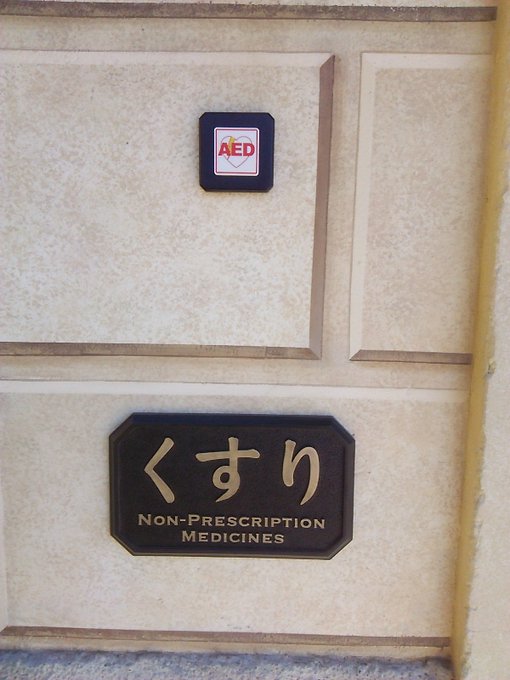 AED
くすり
Non-Prescription
Medicines